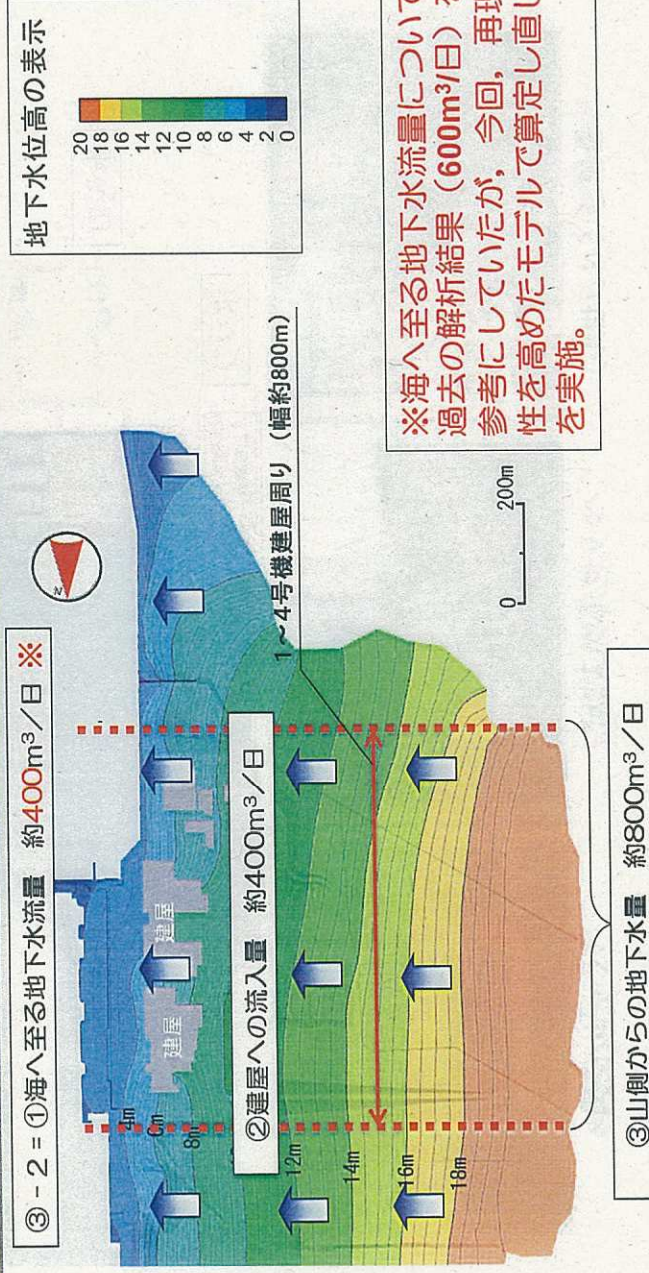 ③-2=①海へ至る地下水流量 約400m³/日 ※
地下水位高の表示
20
18
16
14
12
10
8
6
4
2
0
N
建屋
建屋
②建屋への流入量 約400m³/日
1～4号機建屋周り（幅約800m）
8m
12m
14m
16m
18m
0
200m
※海へ至る地下水流量について
過去の解析結果（600m³/日）を
参考にしていたが，今回，再現
性を高めたモデルで算定し直し
を実施。
③山側からの地下水量 約800m³/日